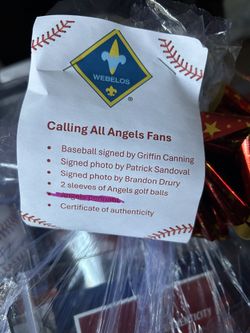 WEBELOS
Calling All Angels Fans
• Baseball signed by Griffin Canning
• Signed photo by Patrick Sandoval
• Signed photo by Brandon Drury
• 2 sleeves of Angels golf balls
• Certificate of authenticity